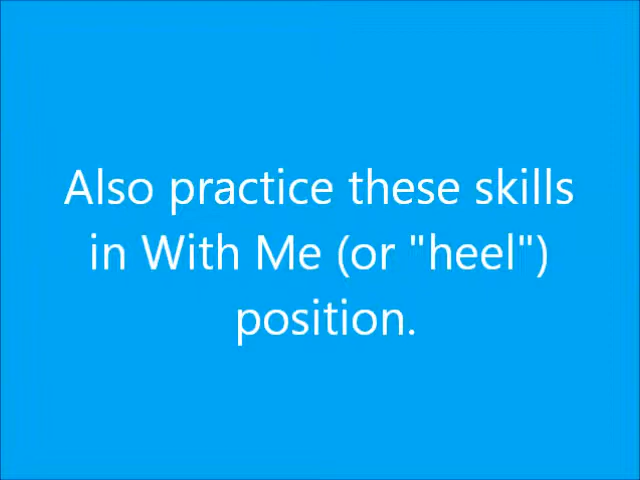 Also practice these skills
in With Me (or "heel")
position.